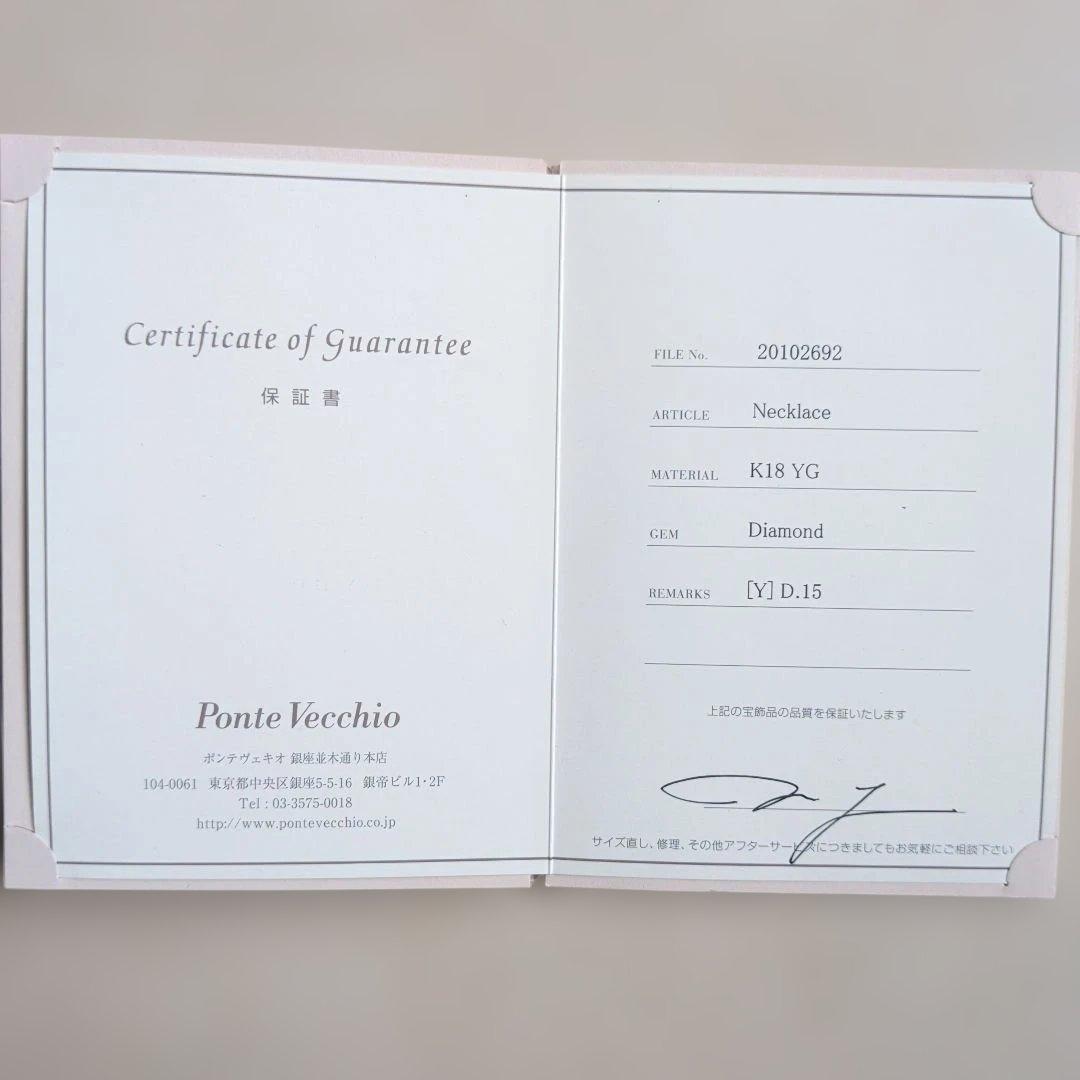 Certificate of Guarantee
保証書
Ponte Vecchio
ポンテヴェキオ 銀座並木通り本店
104-0061 東京都中央区銀座5-5-16 銀帝ビル1・2F
Tel : 03-3575-0018
http://www.pontevecchio.co.jp
FILE No. 20102692
ARTICLE Necklace
MATERIAL K18 YG
GEM Diamond
REMARKS [Y] D.15
上記の宝飾品の品質を保証いたします
サイズ直し、修理、その他アフターサービスにつきましてもお気軽にご相談下さい